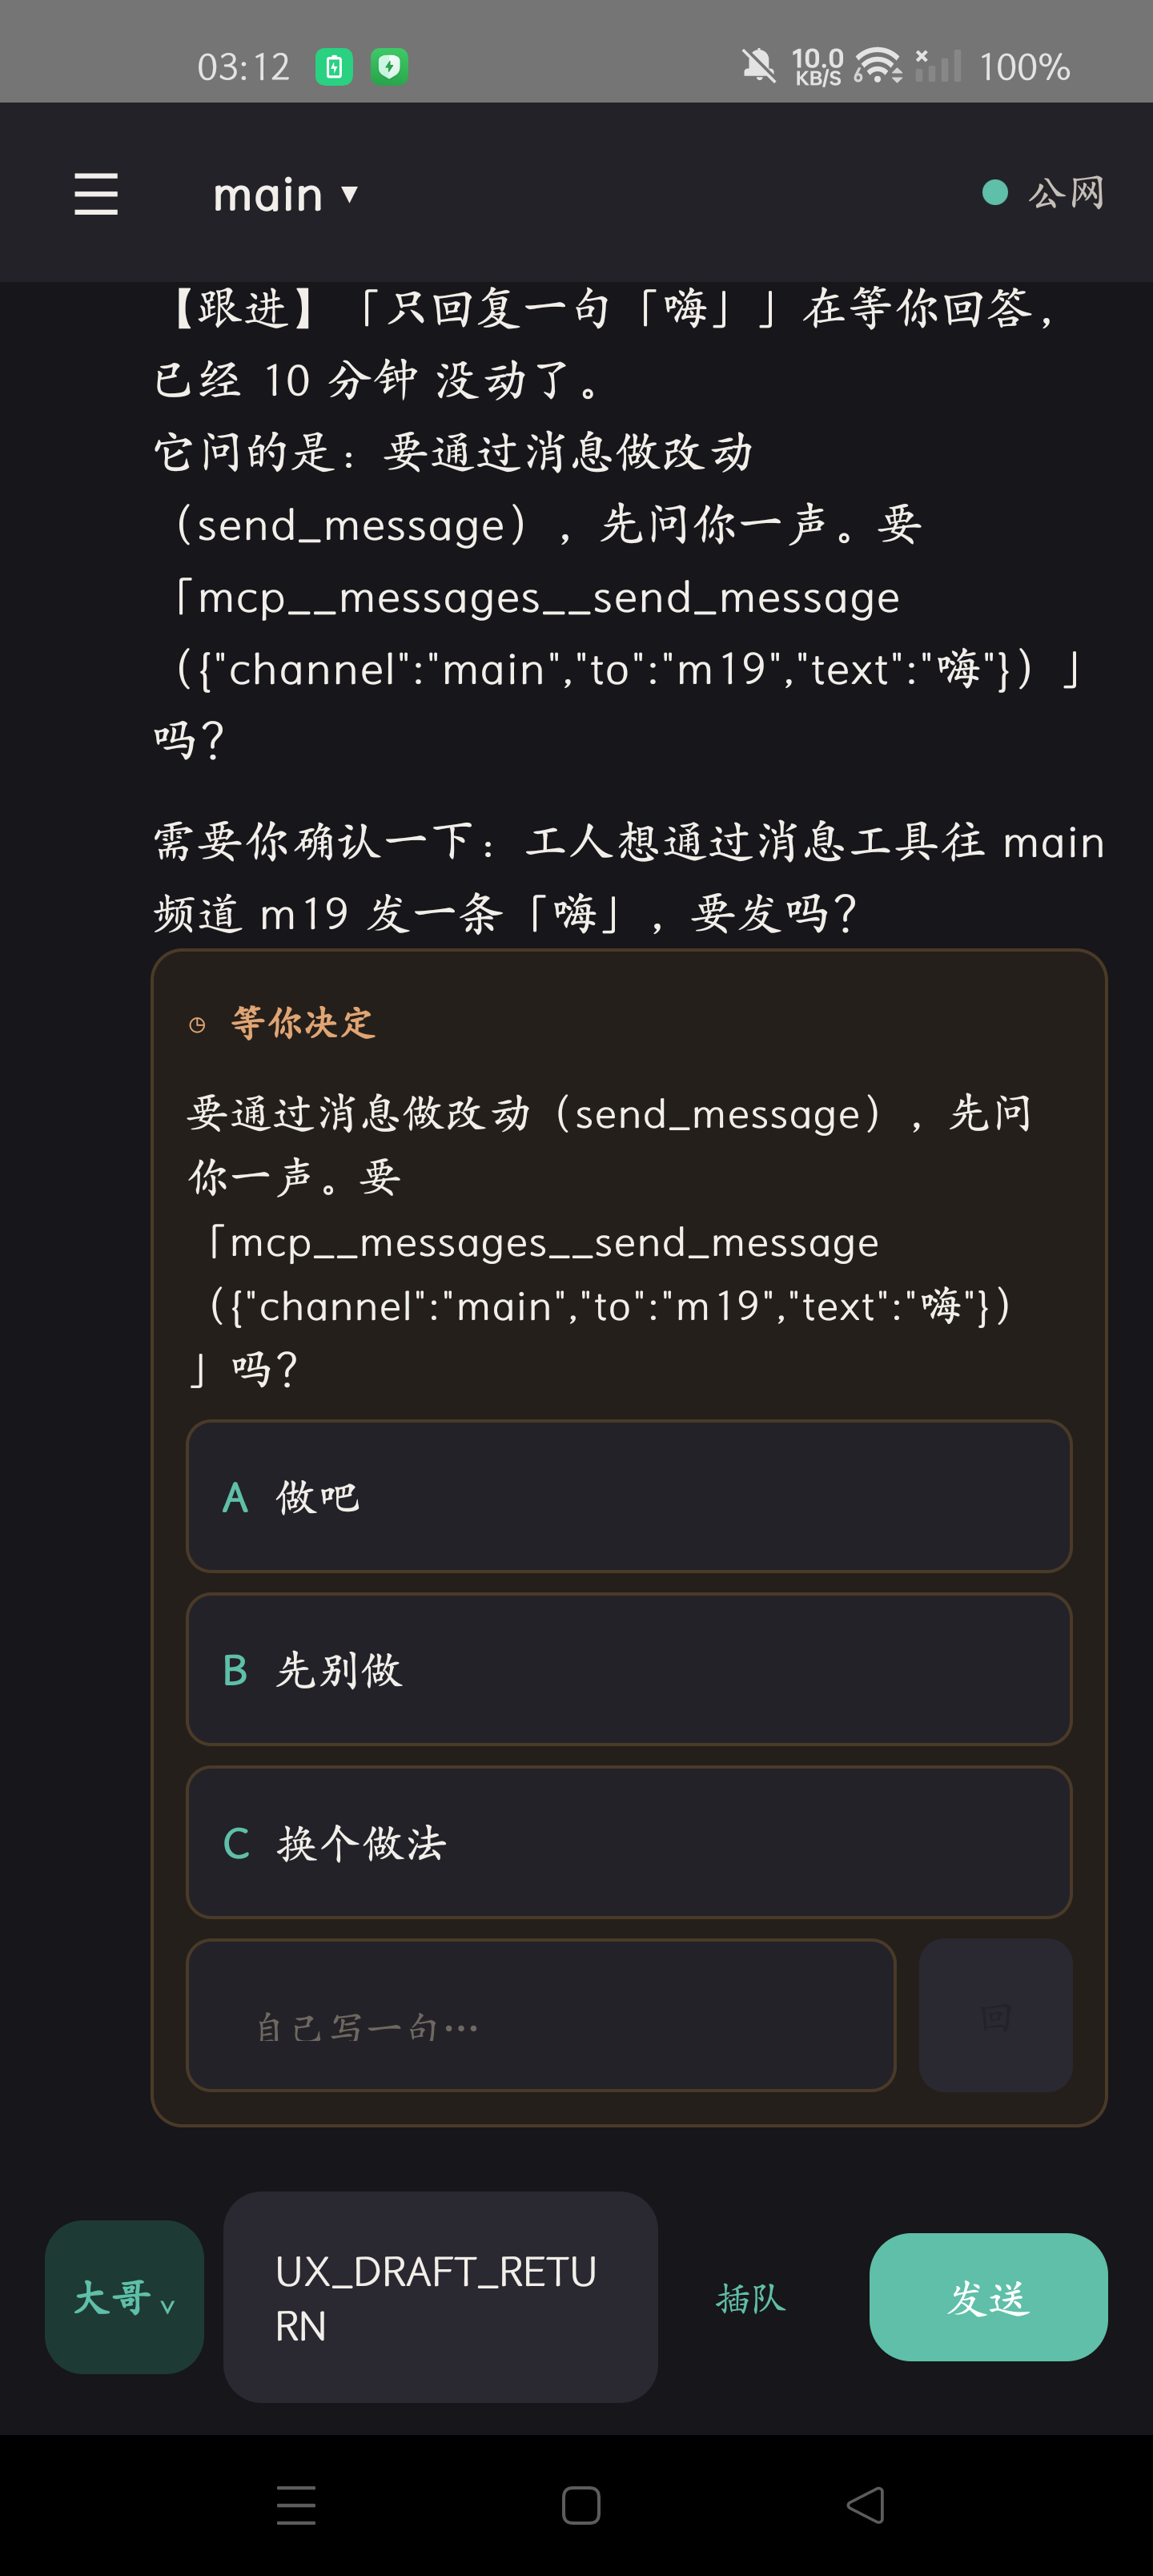 03:12
10.0
KB/S
6
100%
main ▼
公网
【跟进】「只回复一句「嗨」」在等你回答，
已经 10 分钟 没动了。
它问的是：要通过消息做改动
（send_message），先问你一声。要
「mcp__messages__send_message
（{"channel":"main","to":"m19","text":"嗨"}）」
吗？
需要你确认一下：工人想通过消息工具往 main
频道 m19 发一条「嗨」，要发吗？
等你决定
要通过消息做改动（send_message），先问
你一声。要
「mcp__messages__send_message
（{"channel":"main","to":"m19","text":"嗨"}）
」吗？
A 做吧
B 先别做
C 换个做法
自己写一句…
回
大哥
UX_DRAFT_RETU
RN
插队
发送